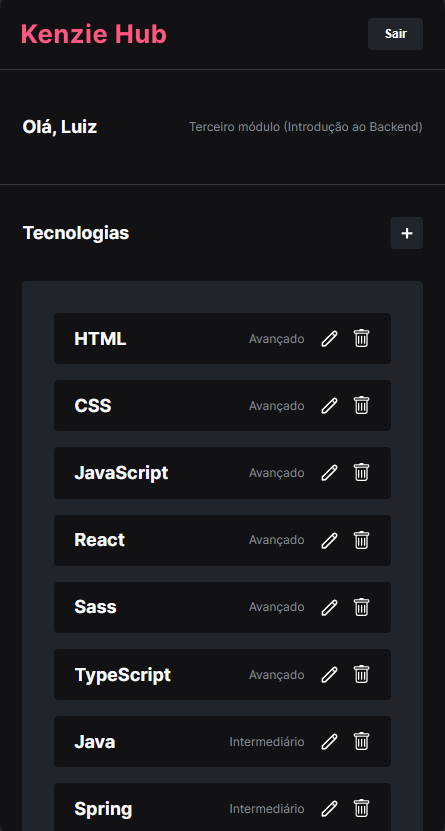 Kenzie Hub
Sair
Olá, Luiz
Terceiro módulo (Introdução ao Backend)
Tecnologias
+
HTML
Avançado
CSS
Avançado
JavaScript
Avançado
React
Avançado
Sass
Avançado
TypeScript
Avançado
Java
Intermediário
Spring
Intermediário